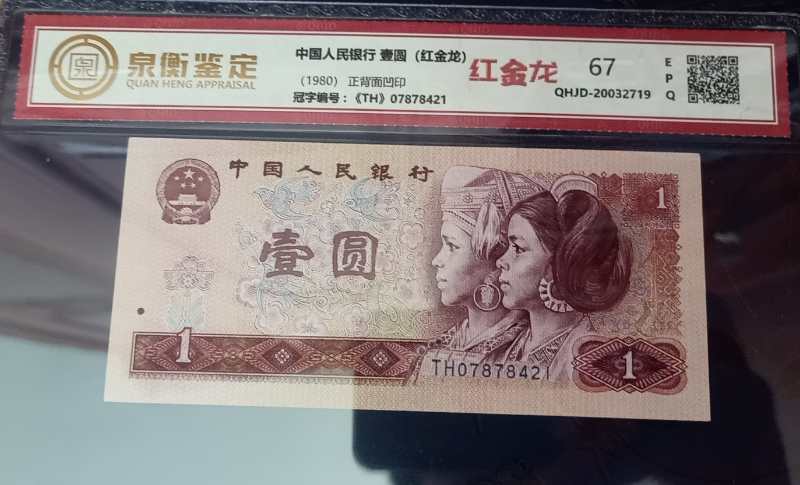 泉衡鉴定
QUAN HENG APPRAISAL
中国人民银行 壹圆（红金龙）
（1980） 正背面凹印
冠字编号：《TH》07878421
红金龙
67
QHJD-20032719
E
P
Q
中国人民银行
1
壹圆
1
TH07878421
1